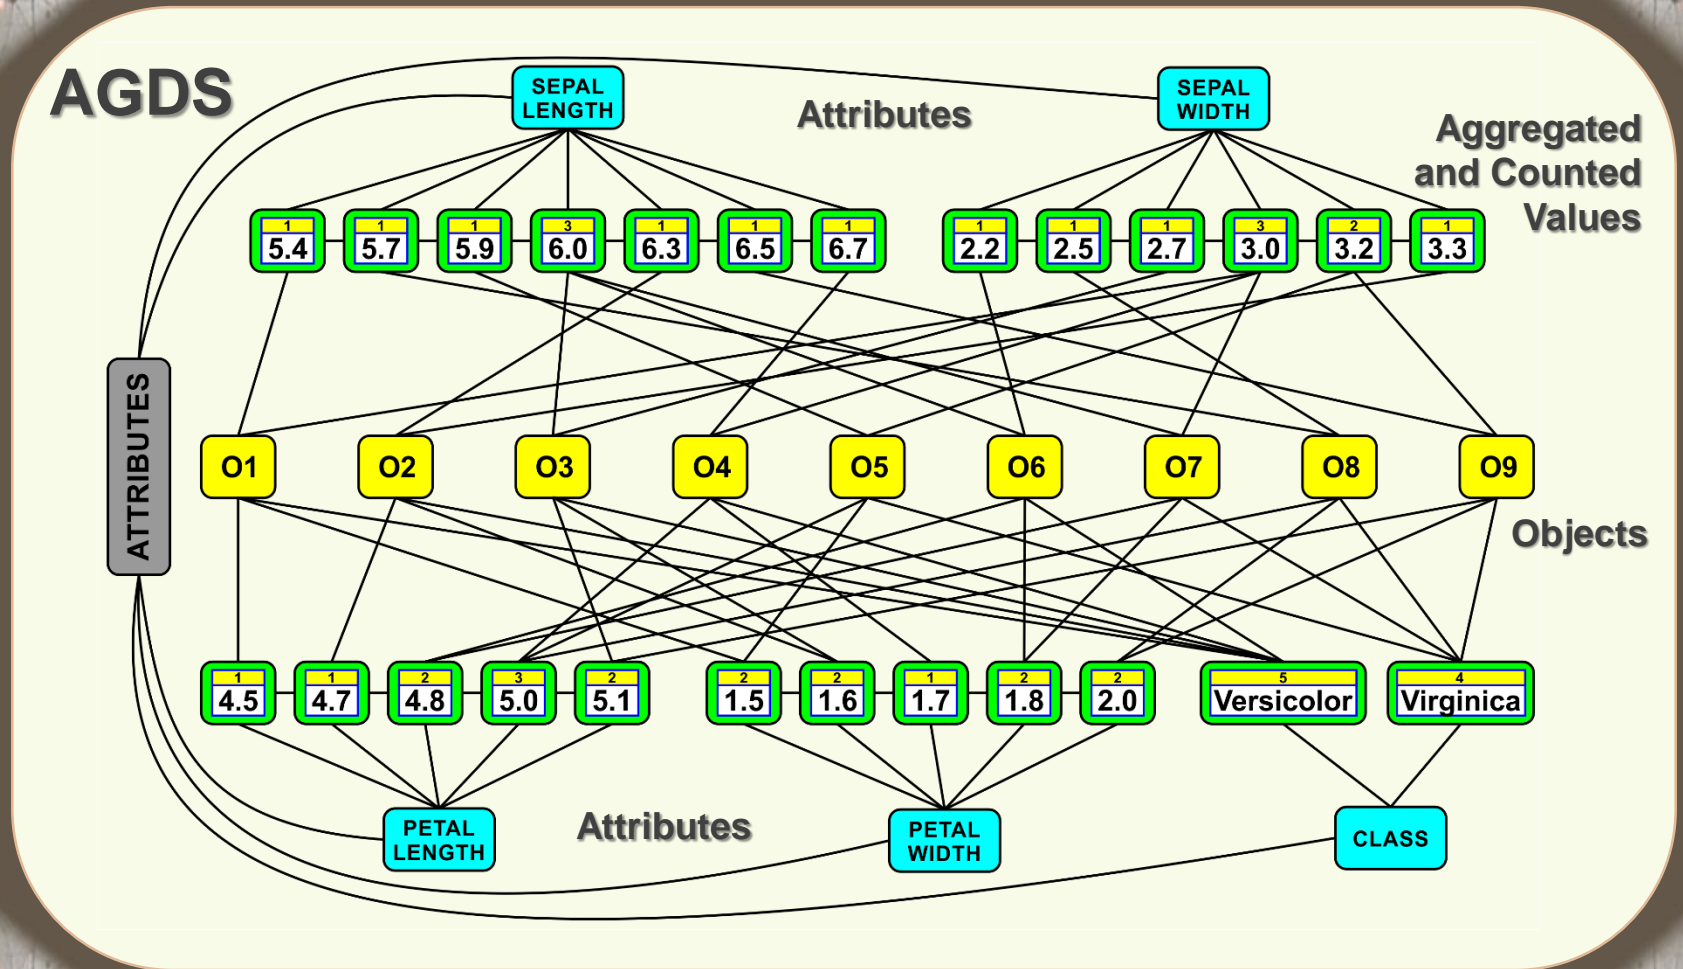 AGDS
SEPAL
LENGTH
Attributes
SEPAL
WIDTH
Aggregated
and Counted
Values
1 1 1 3 1 1 1
5.4 5.7 5.9 6.0 6.3 6.5 6.7
1 1 1 3 2 1
2.2 2.5 2.7 3.0 3.2 3.3
ATTRIBUTES
O1 O2 O3 O4 O5 O6 O7 O8 O9
Objects
1 1 2 3 2
4.5 4.7 4.8 5.0 5.1
2 2 1 2 2
1.5 1.6 1.7 1.8 2.0
5 4
Versicolor Virginica
PETAL
LENGTH
Attributes
PETAL
WIDTH
CLASS